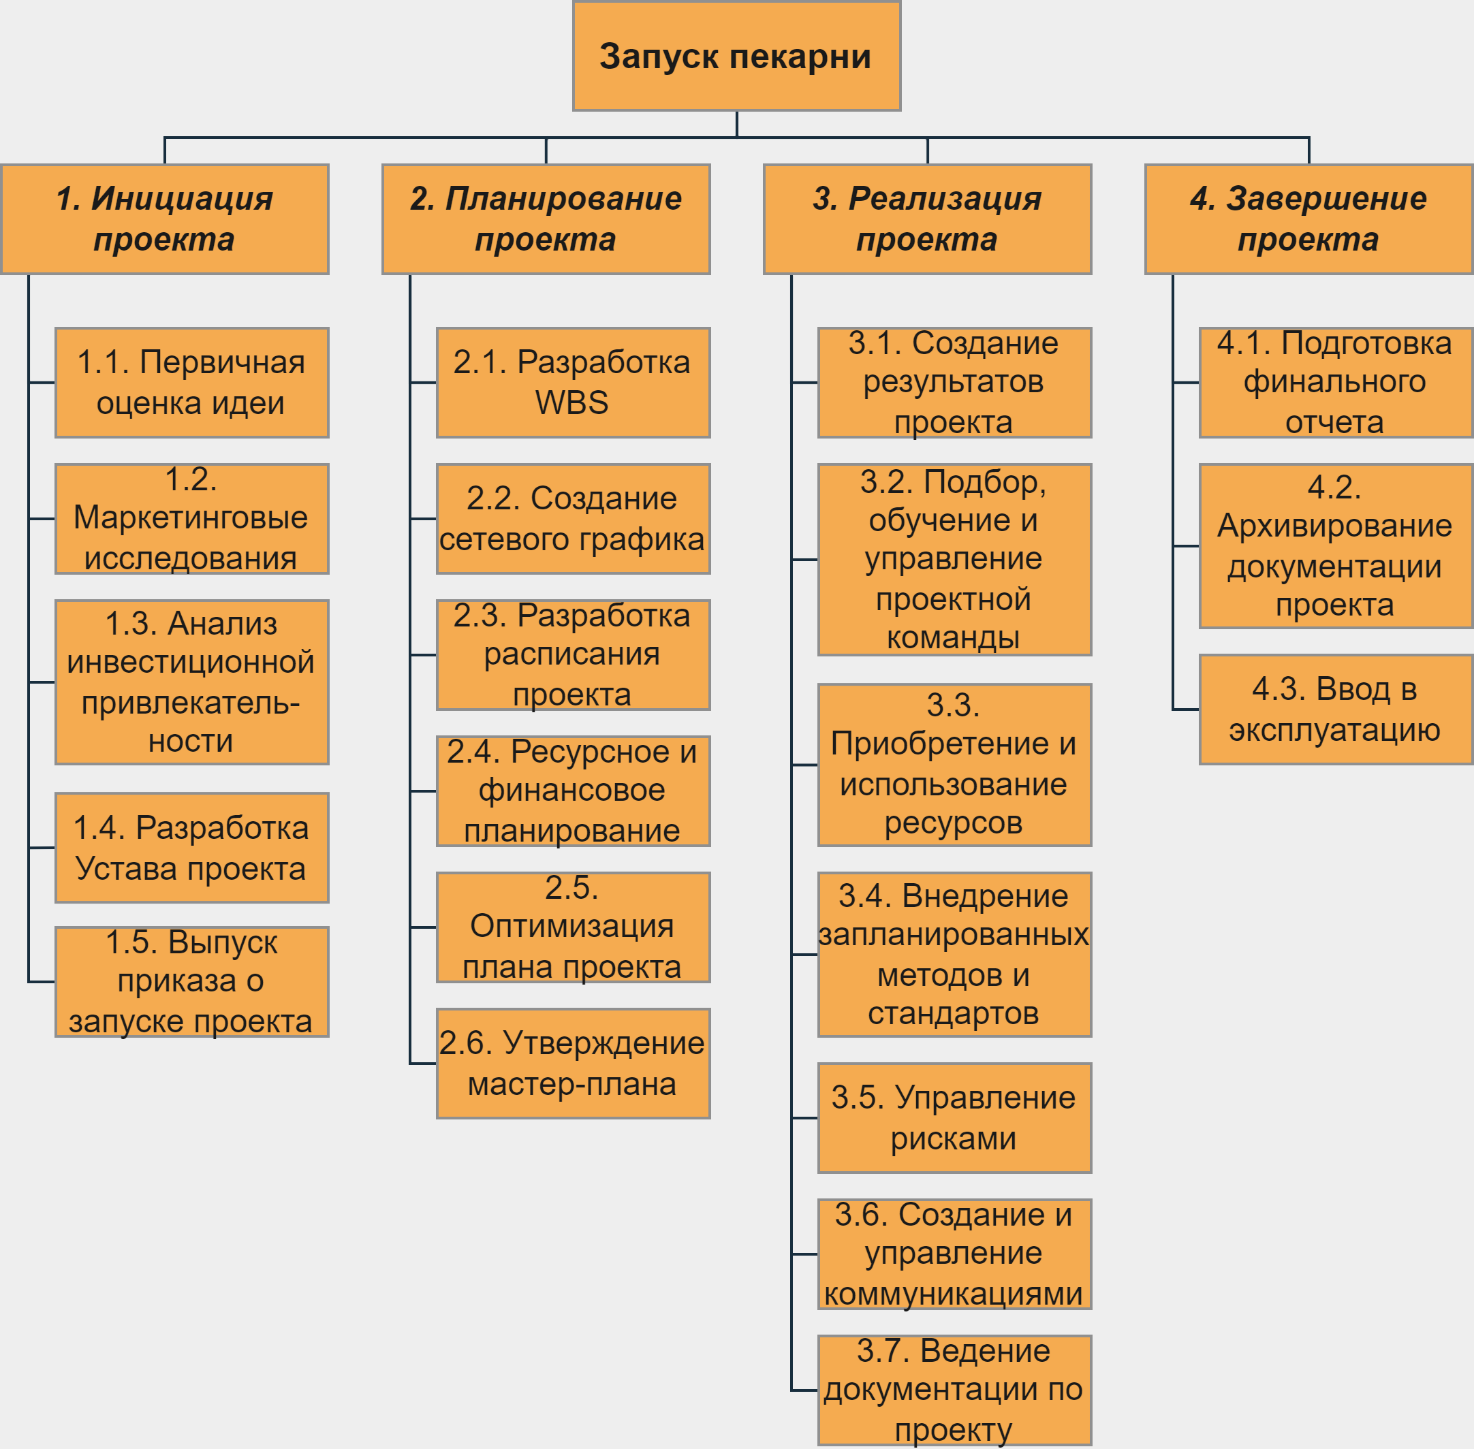 Запуск пекарни
1. Инициация
проекта
1.1. Первичная
оценка идеи
1.2.
Маркетинговые
исследования
1.3. Анализ
инвестиционной
привлекатель-
ности
1.4. Разработка
Устава проекта
1.5. Выпуск
приказа о
запуске проекта
2. Планирование
проекта
2.1. Разработка
WBS
2.2. Создание
сетевого графика
2.3. Разработка
расписания
проекта
2.4. Ресурсное и
финансовое
планирование
2.5.
Оптимизация
плана проекта
2.6. Утверждение
мастер-плана
3. Реализация
проекта
3.1. Создание
результатов
проекта
3.2. Подбор,
обучение и
управление
проектной
команды
3.3.
Приобретение и
использование
ресурсов
3.4. Внедрение
запланированных
методов и
стандартов
3.5. Управление
рисками
3.6. Создание и
управление
коммуникациями
3.7. Ведение
документации по
проекту
4. Завершение
проекта
4.1. Подготовка
финального
отчета
4.2.
Архивирование
документации
проекта
4.3. Ввод в
эксплуатацию